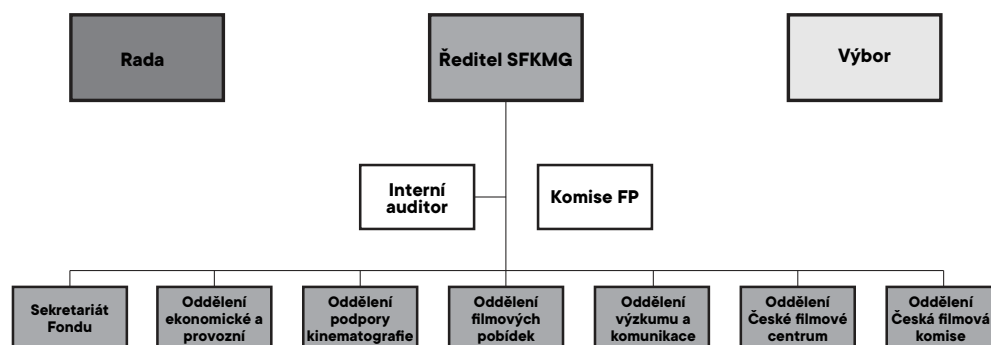 Rada
Ředitel SFKMG
Výbor
Interní
auditor
Komise FP
Sekretariát
Fondu
Oddělení
ekonomické a
provozní
Oddělení
podpory
kinematografie
Oddělení
filmových
pobídek
Oddělení
výzkumu a
komunikace
Oddělení
České filmové
centrum
Oddělení
Česká filmová
komise